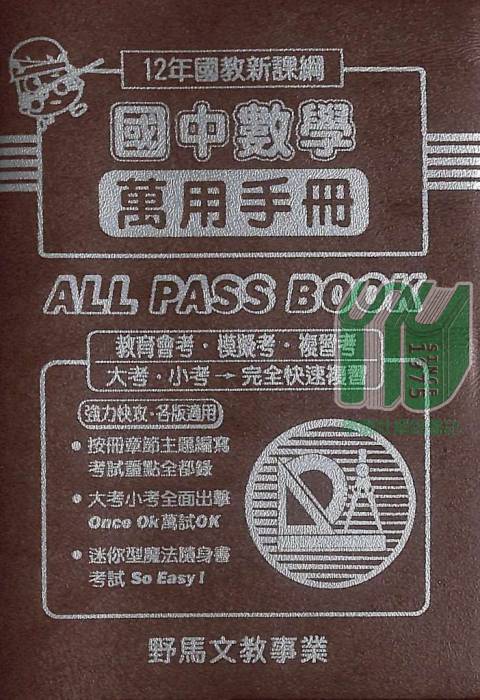 12年國教新課綱
國中數學
萬用手冊
ALL PASS BOOK
教育會考・模擬考・複習考
大考・小考→完全快速複習
強力快攻・各版適用
• 按冊章節主題編寫
考試重點全都錄
• 大考小考全面出擊
Once Ok 萬試OK
• 迷你型魔法隨身書
考試 So Easy!
SINCE
1975
野馬文教事業